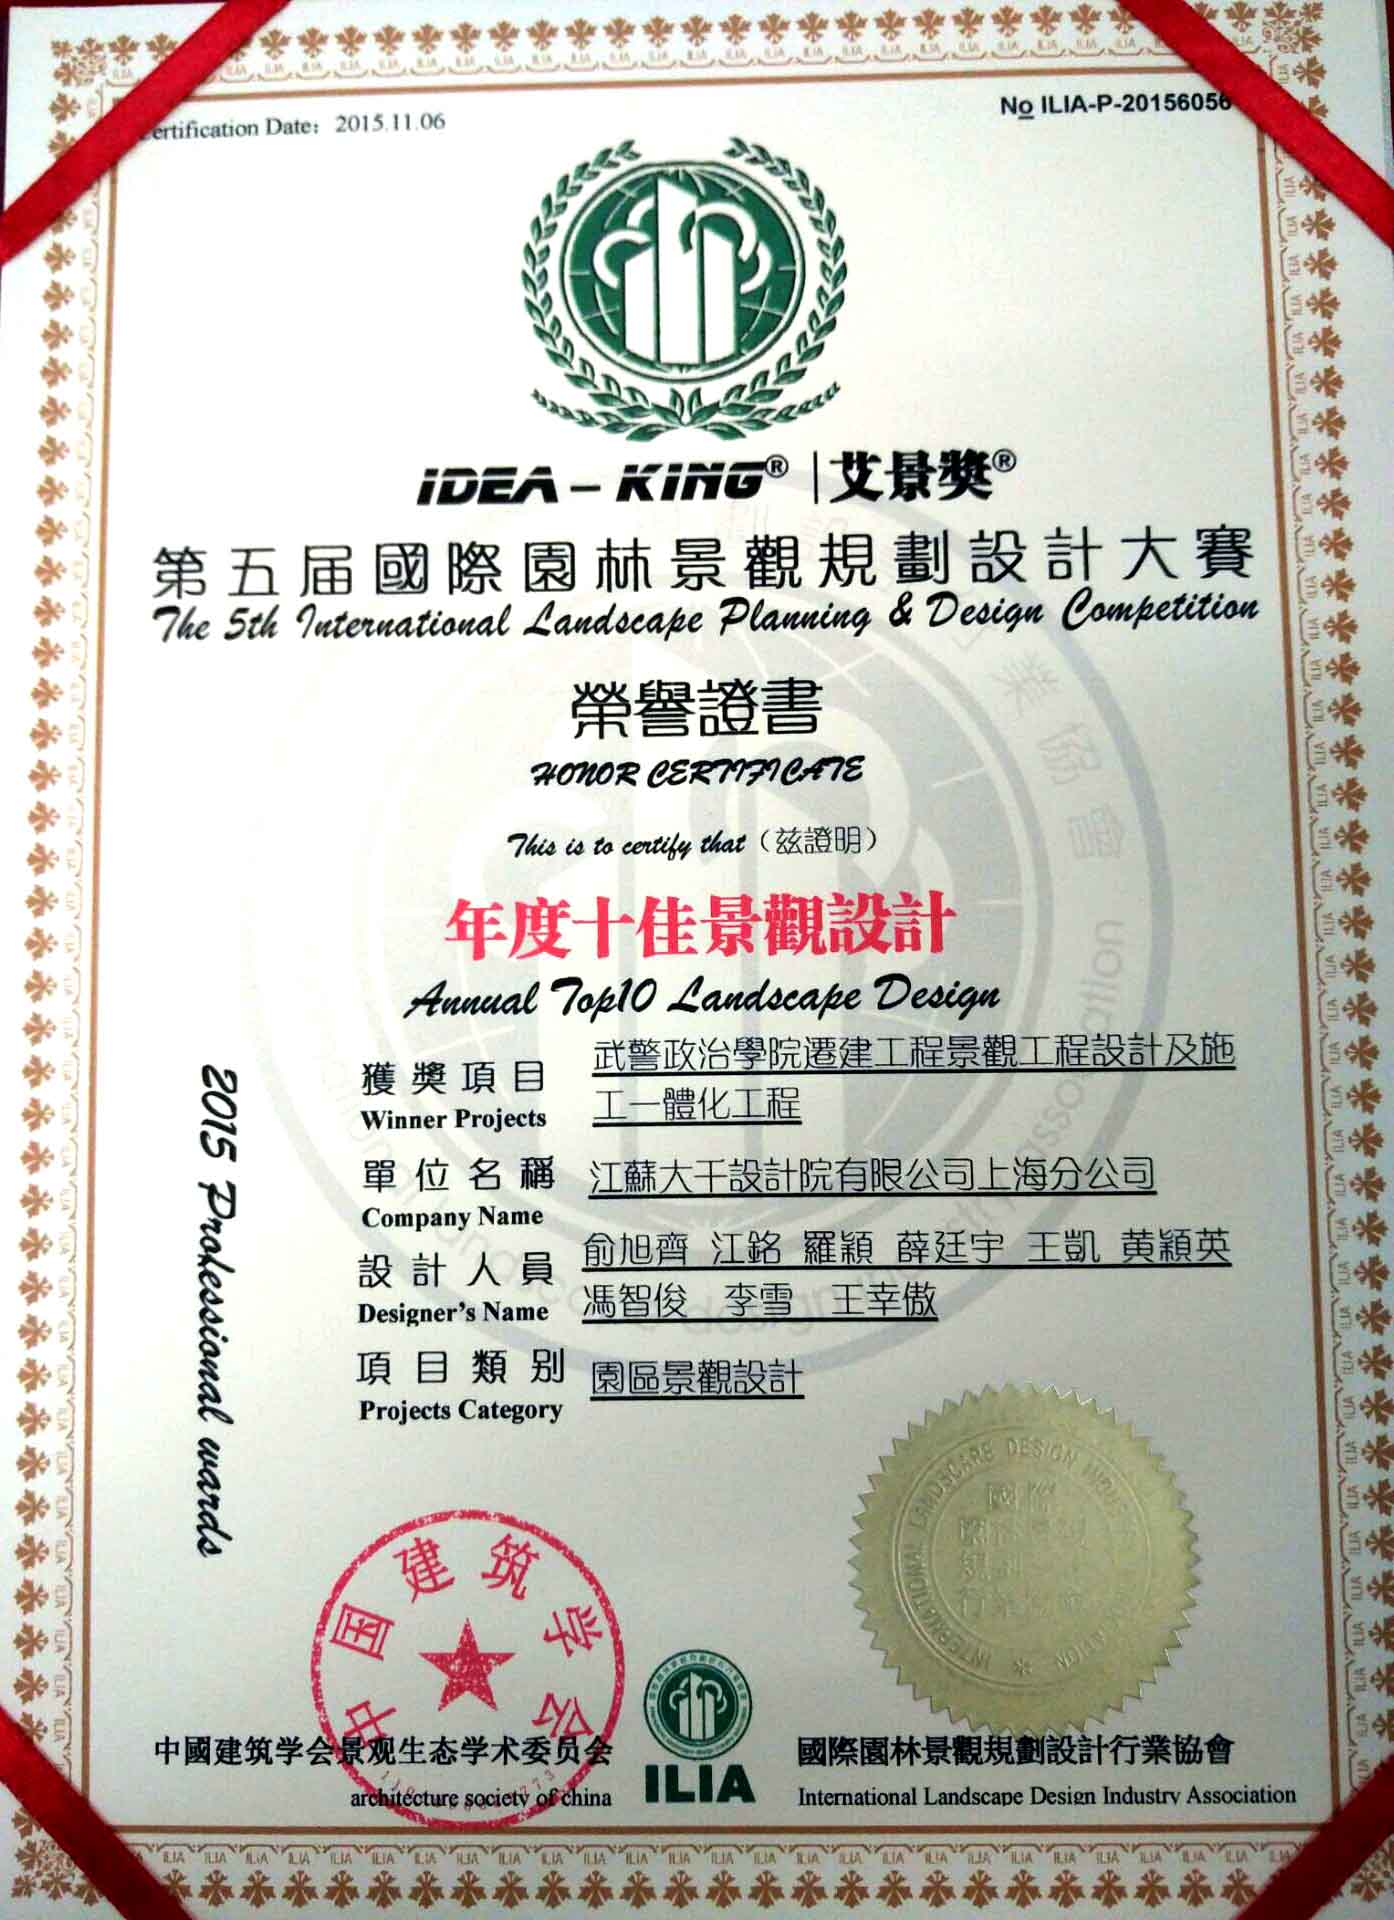 Certification Date: 2015.11.06
No ILIA-P-20156056
IDEA-KING® | 艾景獎®
第五届國際園林景觀規劃設計大賽
The 5th International Landscape Planning & Design Competition
榮譽證書
HONOR CERTIFICATE
This is to certify that（兹證明）
年度十佳景觀設計
Annual Top10 Landscape Design
獲獎項目 武警政治學院遷建工程景觀工程設計及施
Winner Projects 工一體化工程
單位名稱 江蘇大千設計院有限公司上海分公司
Company Name
設計人員 俞旭齊 江銘 羅穎 薛廷宇 王凱 黄穎英
Designer's Name 馮智俊 李雪 王幸傲
項目類別 園區景觀設計
Projects Category
2015 Professional wards
中国建筑学会
中國建筑学会景观生态学术委员会
architecture society of china
ILIA
國際園林景觀規劃設計行業協會
International Landscape Design Industry Association